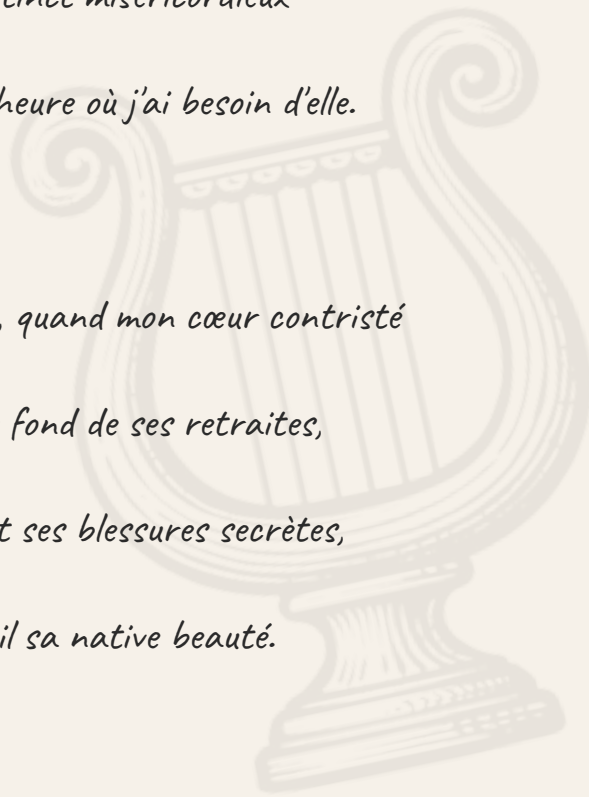 miséricordieux
heure où j'ai besoin d'elle.
, quand mon cœur contristé
fond de ses retraites,
t ses blessures secrètes,
il sa native beauté.